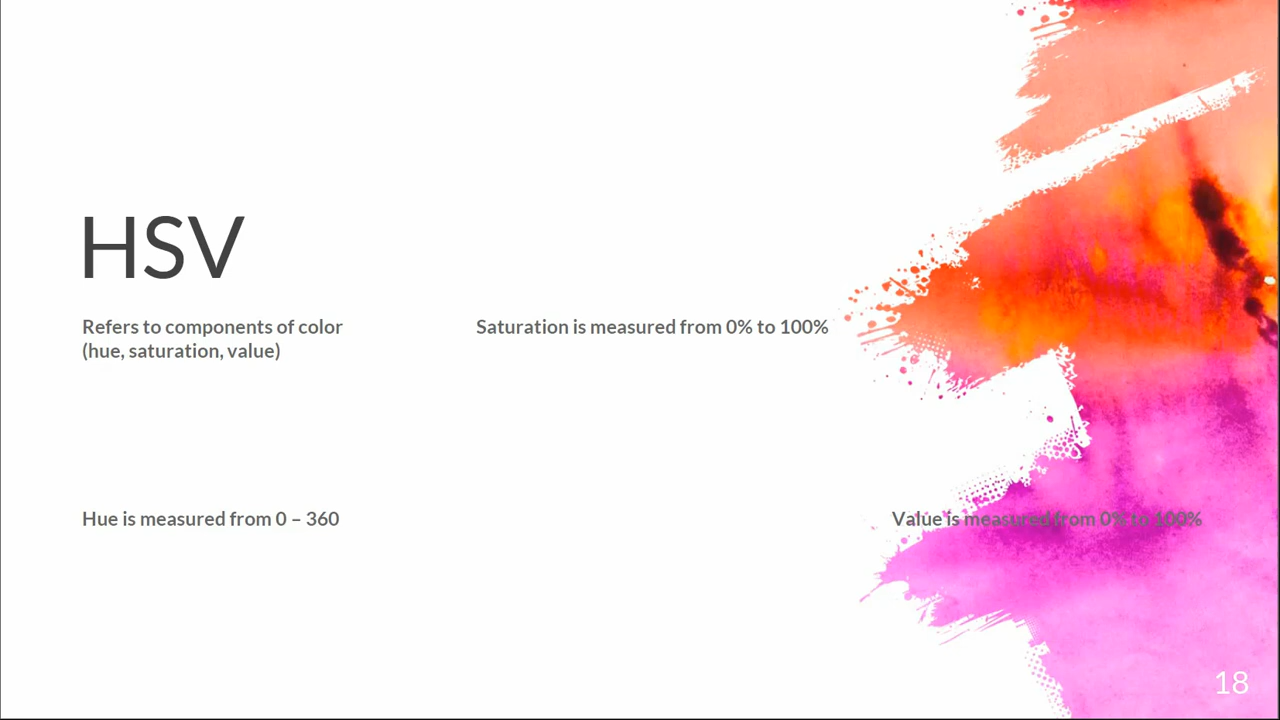 HSV
Refers to components of color
(hue, saturation, value)
Saturation is measured from 0% to 100%
Hue is measured from 0 – 360
Value is measured from 0% to 100%
18